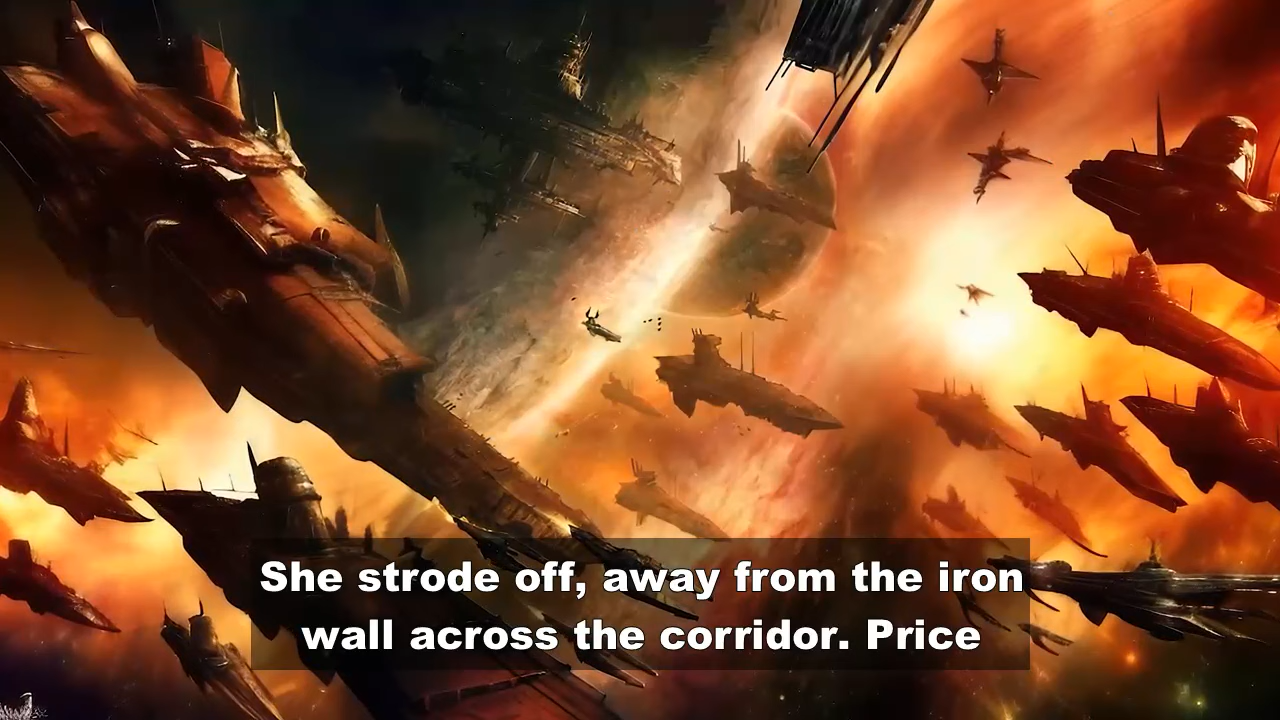 She strode off, away from the iron
wall across the corridor. Price